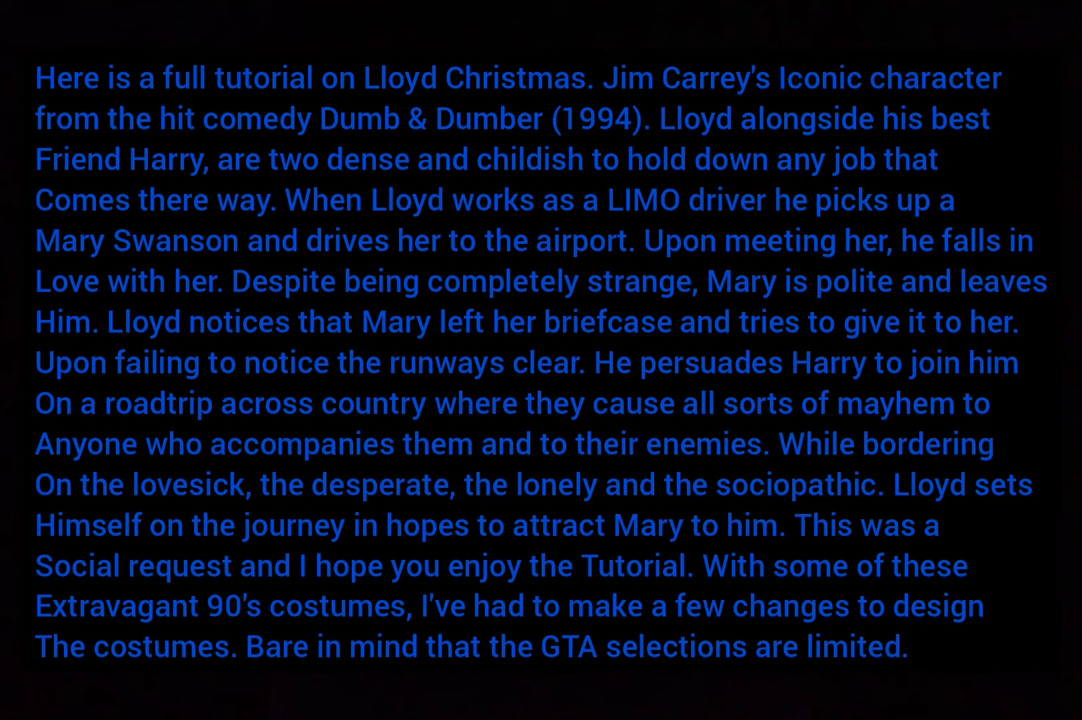 Here is a full tutorial on Lloyd Christmas. Jim Carrey's Iconic character
from the hit comedy Dumb & Dumber (1994). Lloyd alongside his best
Friend Harry, are two dense and childish to hold down any job that
Comes there way. When Lloyd works as a LIMO driver he picks up a
Mary Swanson and drives her to the airport. Upon meeting her, he falls in
Love with her. Despite being completely strange, Mary is polite and leaves
Him. Lloyd notices that Mary left her briefcase and tries to give it to her.
Upon failing to notice the runways clear. He persuades Harry to join him
On a roadtrip across country where they cause all sorts of mayhem to
Anyone who accompanies them and to their enemies. While bordering
On the lovesick, the desperate, the lonely and the sociopathic. Lloyd sets
Himself on the journey in hopes to attract Mary to him. This was a
Social request and I hope you enjoy the Tutorial. With some of these
Extravagant 90's costumes, I've had to make a few changes to design
The costumes. Bare in mind that the GTA selections are limited.